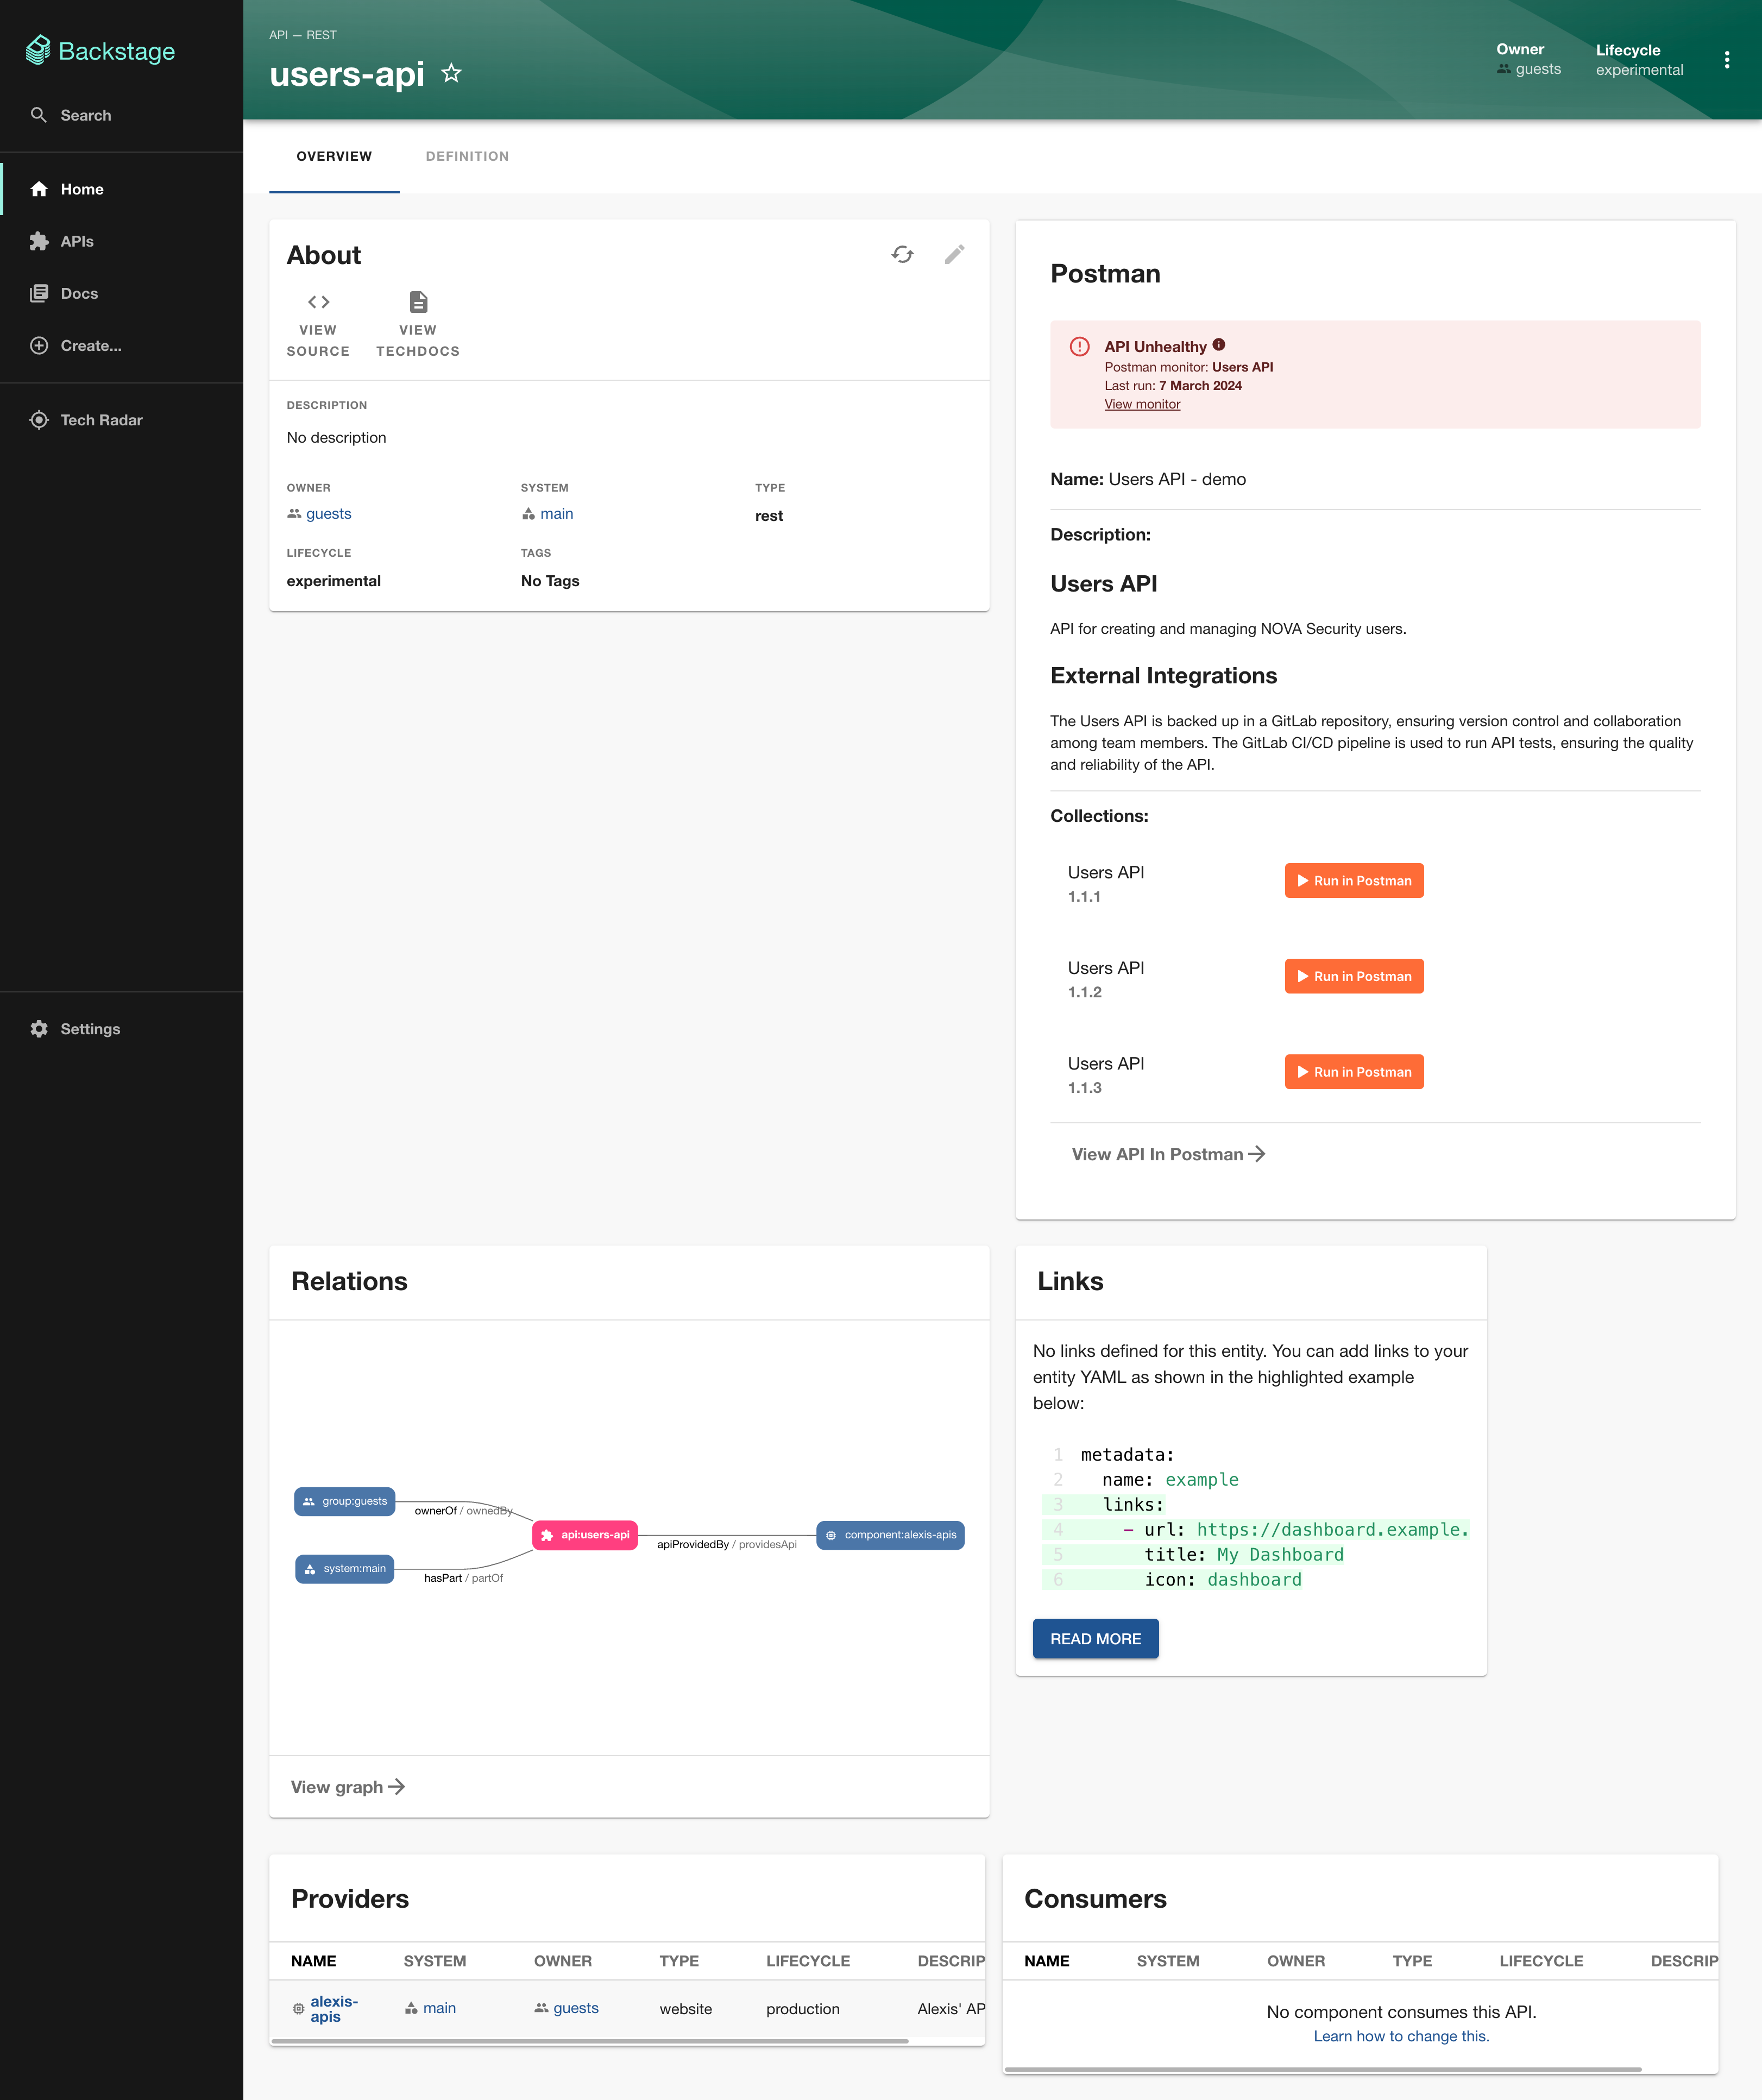 Backstage
Search
Home
APIs
Docs
Create...
Tech Radar
Settings
API — REST
users-api
Owner
guests
Lifecycle
experimental
OVERVIEW
DEFINITION
About
VIEW
SOURCE
VIEW
TECHDOCS
DESCRIPTION
No description
OWNER
guests
SYSTEM
main
TYPE
rest
LIFECYCLE
experimental
TAGS
No Tags
Postman
API Unhealthy
Postman monitor: Users API
Last run: 7 March 2024
View monitor
Name: Users API - demo
Description:
Users API
API for creating and managing NOVA Security users.
External Integrations
The Users API is backed up in a GitLab repository, ensuring version control and collaboration
among team members. The GitLab CI/CD pipeline is used to run API tests, ensuring the quality
and reliability of the API.
Collections:
Users API
1.1.1
Run in Postman
Users API
1.1.2
Run in Postman
Users API
1.1.3
Run in Postman
View API In Postman
Relations
group:guests
ownerOf / ownedBy
api:users-api
apiProvidedBy / providesApi
component:alexis-apis
system:main
hasPart / partOf
View graph
Links
No links defined for this entity. You can add links to your
entity YAML as shown in the highlighted example
below:
1 metadata:
2 name: example
3 links:
4 - url: https://dashboard.example.
5 title: My Dashboard
6 icon: dashboard
READ MORE
Providers
NAME SYSTEM OWNER TYPE LIFECYCLE DESCRIP
alexis-
apis
main guests website production Alexis' AP
Consumers
NAME SYSTEM OWNER TYPE LIFECYCLE DESCRIP
No component consumes this API.
Learn how to change this.